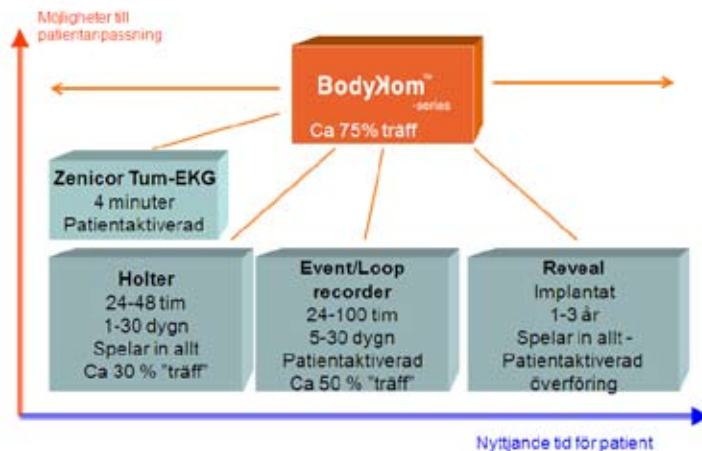 Möjligheter till
patientanpassning
BodyKom™
-series
Ca 75% träff
Zenicor Tum-EKG
4 minuter
Patientaktiverad
Holter
24-48 tim
1-30 dygn
Spelar in allt
Ca 30 % "träff"
Event/Loop
recorder
24-100 tim
5-30 dygn
Patientaktiverad
Ca 50 % "träff"
Reveal
Implantat
1-3 år
Spelar in allt -
Patientaktiverad
överföring
Nyttjande tid för patient